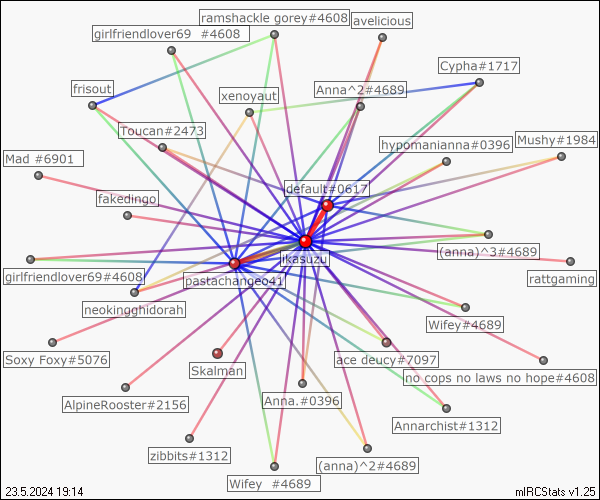 ramshackle gorey#4608
avelicious
girlfriendlover69 #4608
Cypha#1717
frisout
xenoyaut
Anna^2#4689
Toucan#2473
Mushy#1984
hypomanianna#0396
Mad #6901
default#0617
fakedingo
(anna)^3#4689
jikasuzu
girlfriendlover69#4608
pastachangeo41
rattgaming
neokingghidorah
Wifey#4689
Soxy Foxy#5076
ace deucy#7097
Skalman
no cops no laws no hope#4608
Anna.#0396
AlpineRooster#2156
Annarchist#1312
zibbits#1312
(anna)^2#4689
Wifey #4689
23.5.2024 19:14
mIRCStats v1.25